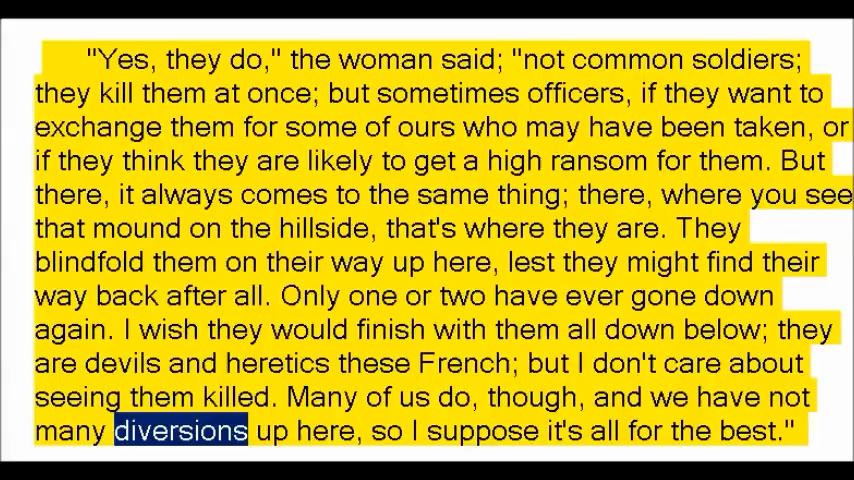 "Yes, they do," the woman said; "not common soldiers;
they kill them at once; but sometimes officers, if they want to
exchange them for some of ours who may have been taken, or
if they think they are likely to get a high ransom for them. But
there, it always comes to the same thing; there, where you see
that mound on the hillside, that's where they are. They
blindfold them on their way up here, lest they might find their
way back after all. Only one or two have ever gone down
again. I wish they would finish with them all down below; they
are devils and heretics these French; but I don't care about
seeing them killed. Many of us do, though, and we have not
many diversions up here, so I suppose it's all for the best."